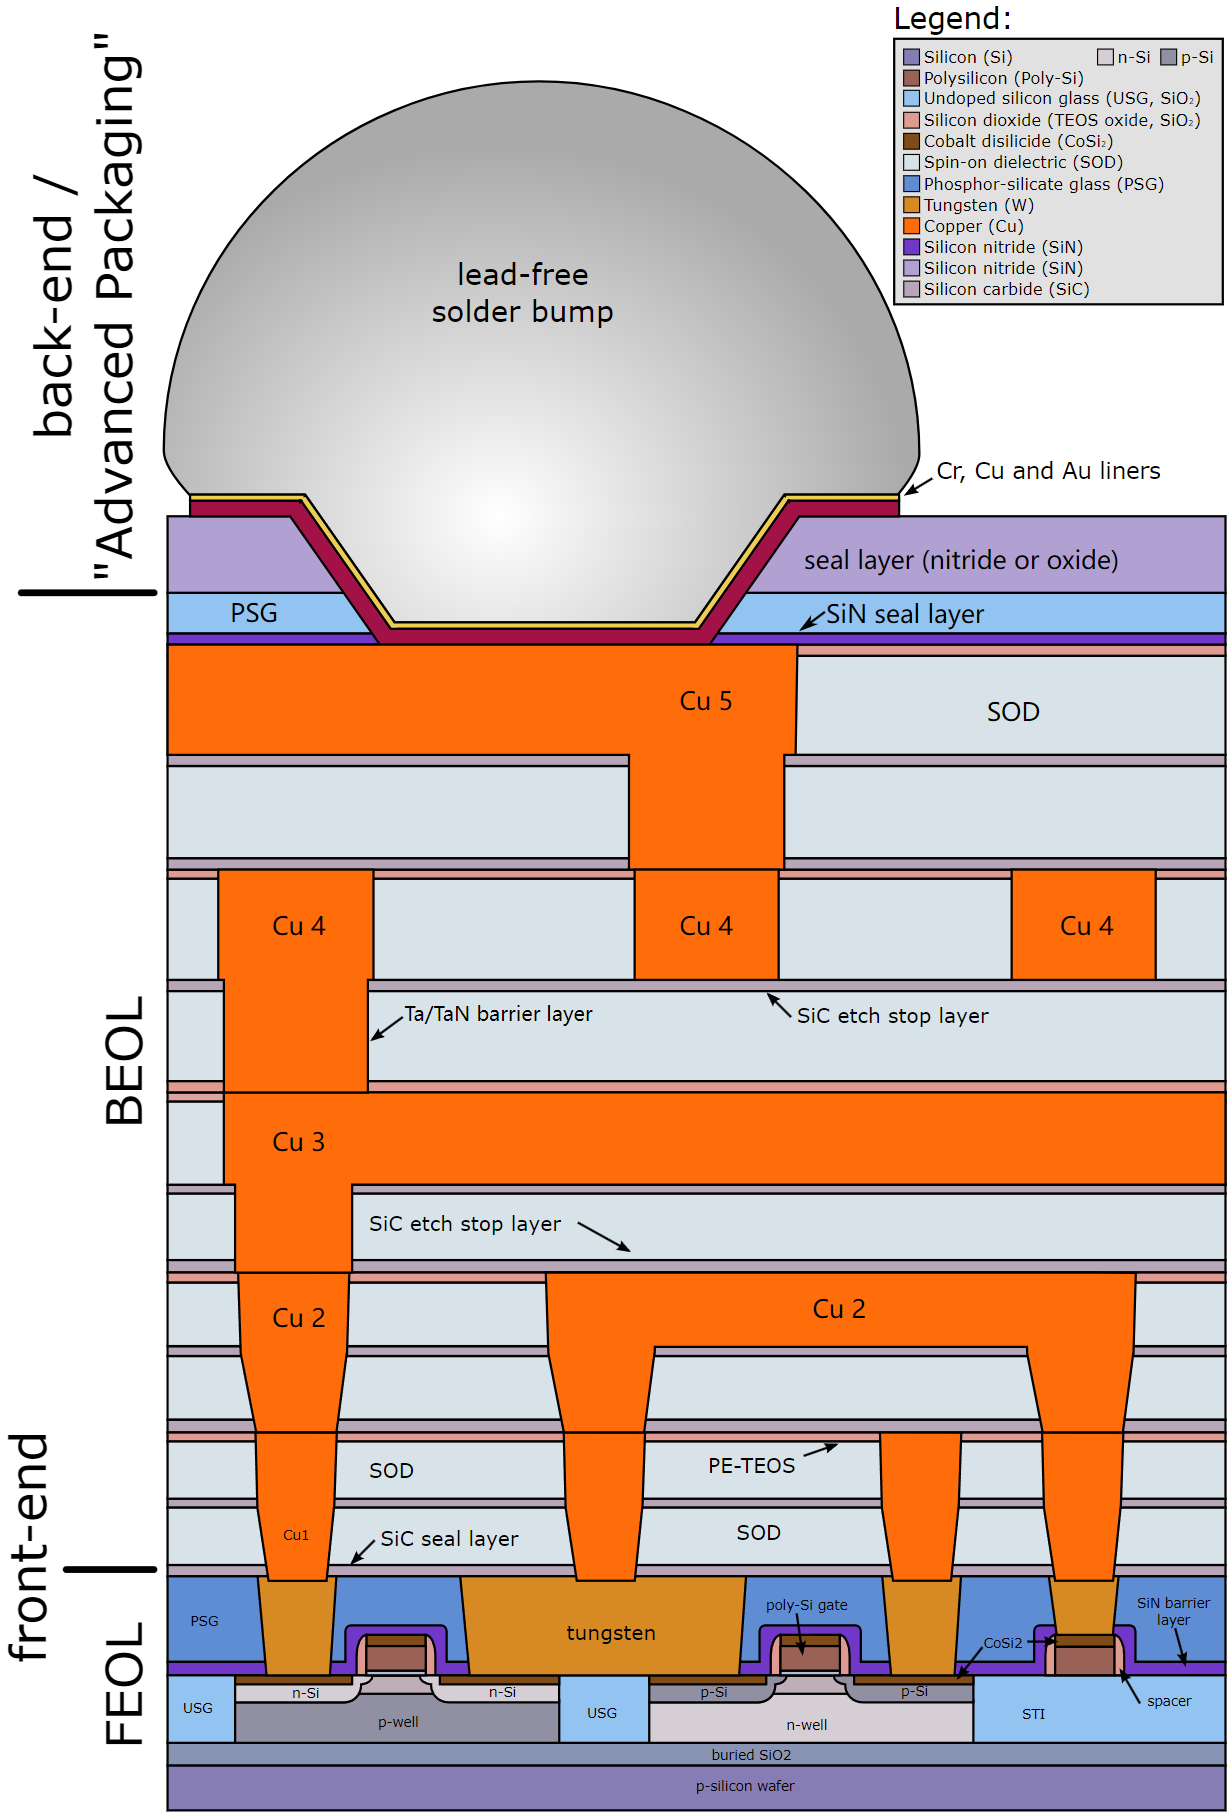 Legend:
Silicon (Si)
n-Si
p-Si
Polysilicon (Poly-Si)
Undoped silicon glass (USG, SiO₂)
Silicon dioxide (TEOS oxide, SiO₂)
Cobalt disilicide (CoSi₂)
Spin-on dielectric (SOD)
Phosphor-silicate glass (PSG)
Tungsten (W)
Copper (Cu)
Silicon nitride (SiN)
Silicon nitride (SiN)
Silicon carbide (SiC)
back-end /
"Advanced Packaging"
lead-free
solder bump
Cr, Cu and Au liners
seal layer (nitride or oxide)
PSG
SiN seal layer
Cu 5
SOD
Cu 4
Cu 4
Cu 4
BEOL
Ta/TaN barrier layer
SiC etch stop layer
Cu 3
SiC etch stop layer
Cu 2
Cu 2
front-end
SOD
PE-TEOS
Cu1
SiC seal layer
SOD
FEOL
PSG
tungsten
poly-Si gate
CoSi2
SiN barrier
layer
n-Si
n-Si
p-Si
p-Si
spacer
USG
p-well
USG
n-well
STI
buried SiO2
p-silicon wafer